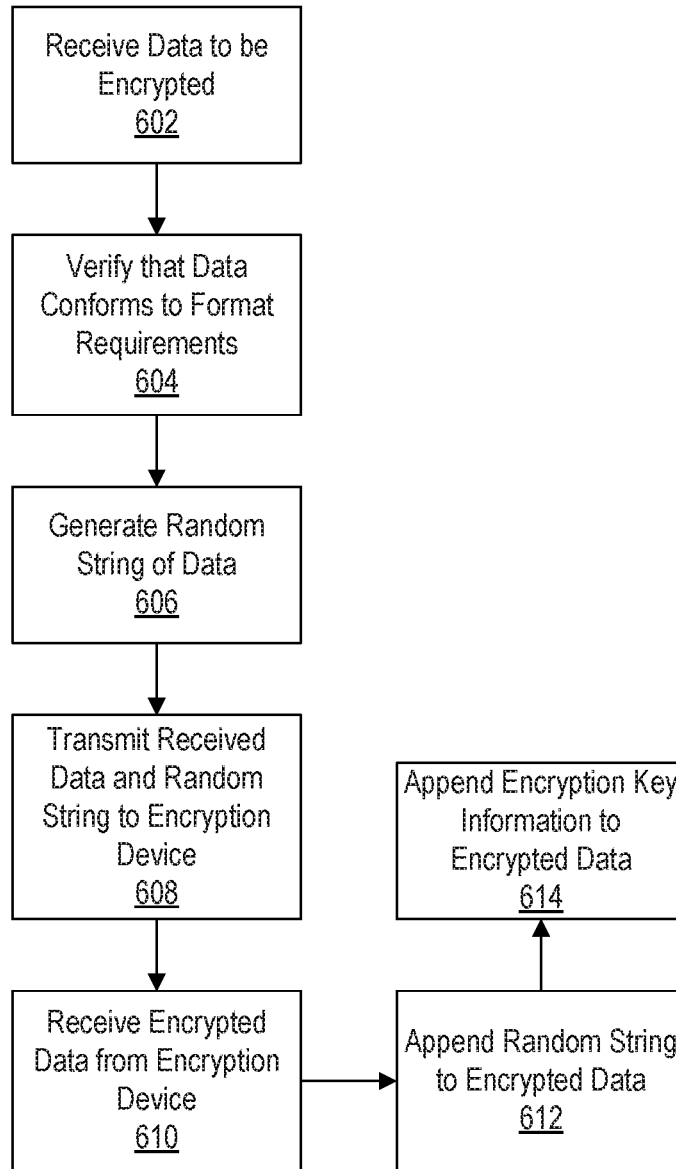 Receive Data to be
Encrypted
602
Verify that Data
Conforms to Format
Requirements
604
Generate Random
String of Data
606
Transmit Received
Data and Random
String to Encryption
Device
608
Receive Encrypted
Data from Encryption
Device
610
Append Random String
to Encrypted Data
612
Append Encryption Key
Information to
Encrypted Data
614